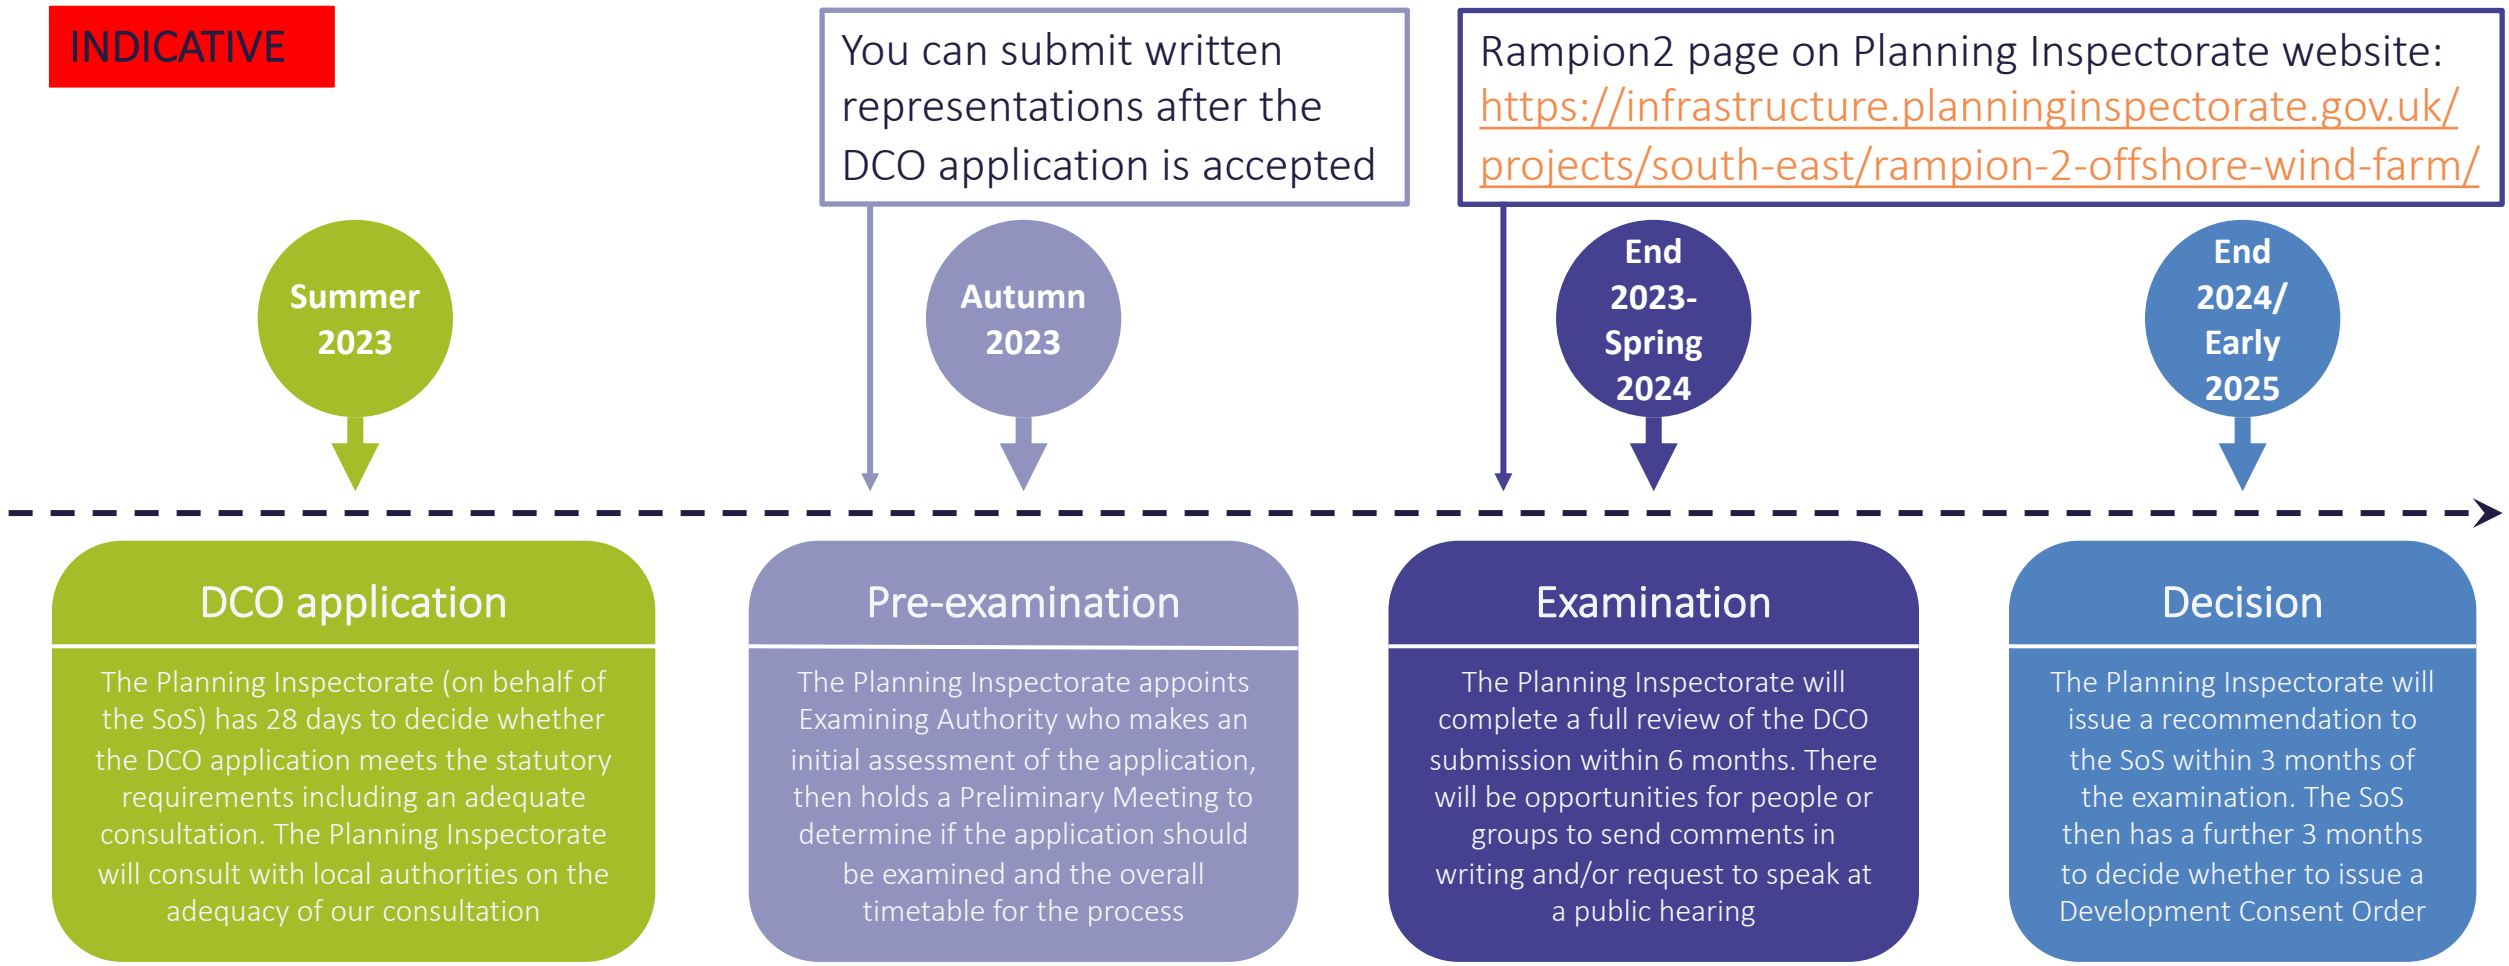 INDICATIVE
You can submit written
representations after the
DCO application is accepted
Rampion2 page on Planning Inspectorate website:
https://infrastructure.planninginspectorate.gov.uk/
projects/south-east/rampion-2-offshore-wind-farm/
Summer
2023
Autumn
2023
End
2023-
Spring
2024
End
2024/
Early
2025
DCO application
The Planning Inspectorate (on behalf of
the SoS) has 28 days to decide whether
the DCO application meets the statutory
requirements including an adequate
consultation. The Planning Inspectorate
will consult with local authorities on the
adequacy of our consultation
Pre-examination
The Planning Inspectorate appoints
Examining Authority who makes an
initial assessment of the application,
then holds a Preliminary Meeting to
determine if the application should
be examined and the overall
timetable for the process
Examination
The Planning Inspectorate will
complete a full review of the DCO
submission within 6 months. There
will be opportunities for people or
groups to send comments in
writing and/or request to speak at
a public hearing
Decision
The Planning Inspectorate will
issue a recommendation to
the SoS within 3 months of
the examination. The SoS
then has a further 3 months
to decide whether to issue a
Development Consent Order